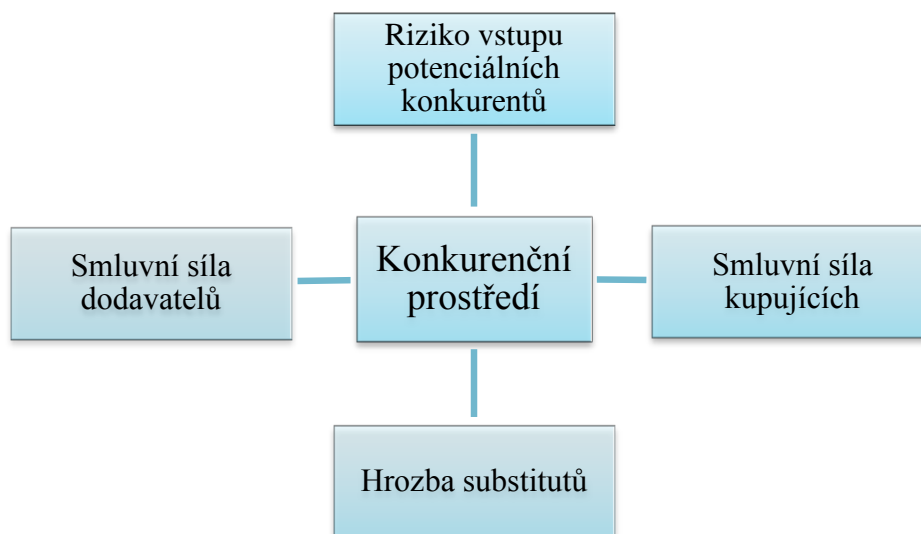 Riziko vstupu
potenciálních
konkurentů
Smluvní síla
dodavatelů
Konkurenční
prostředí
Smluvní síla
kupujících
Hrozba substitutů